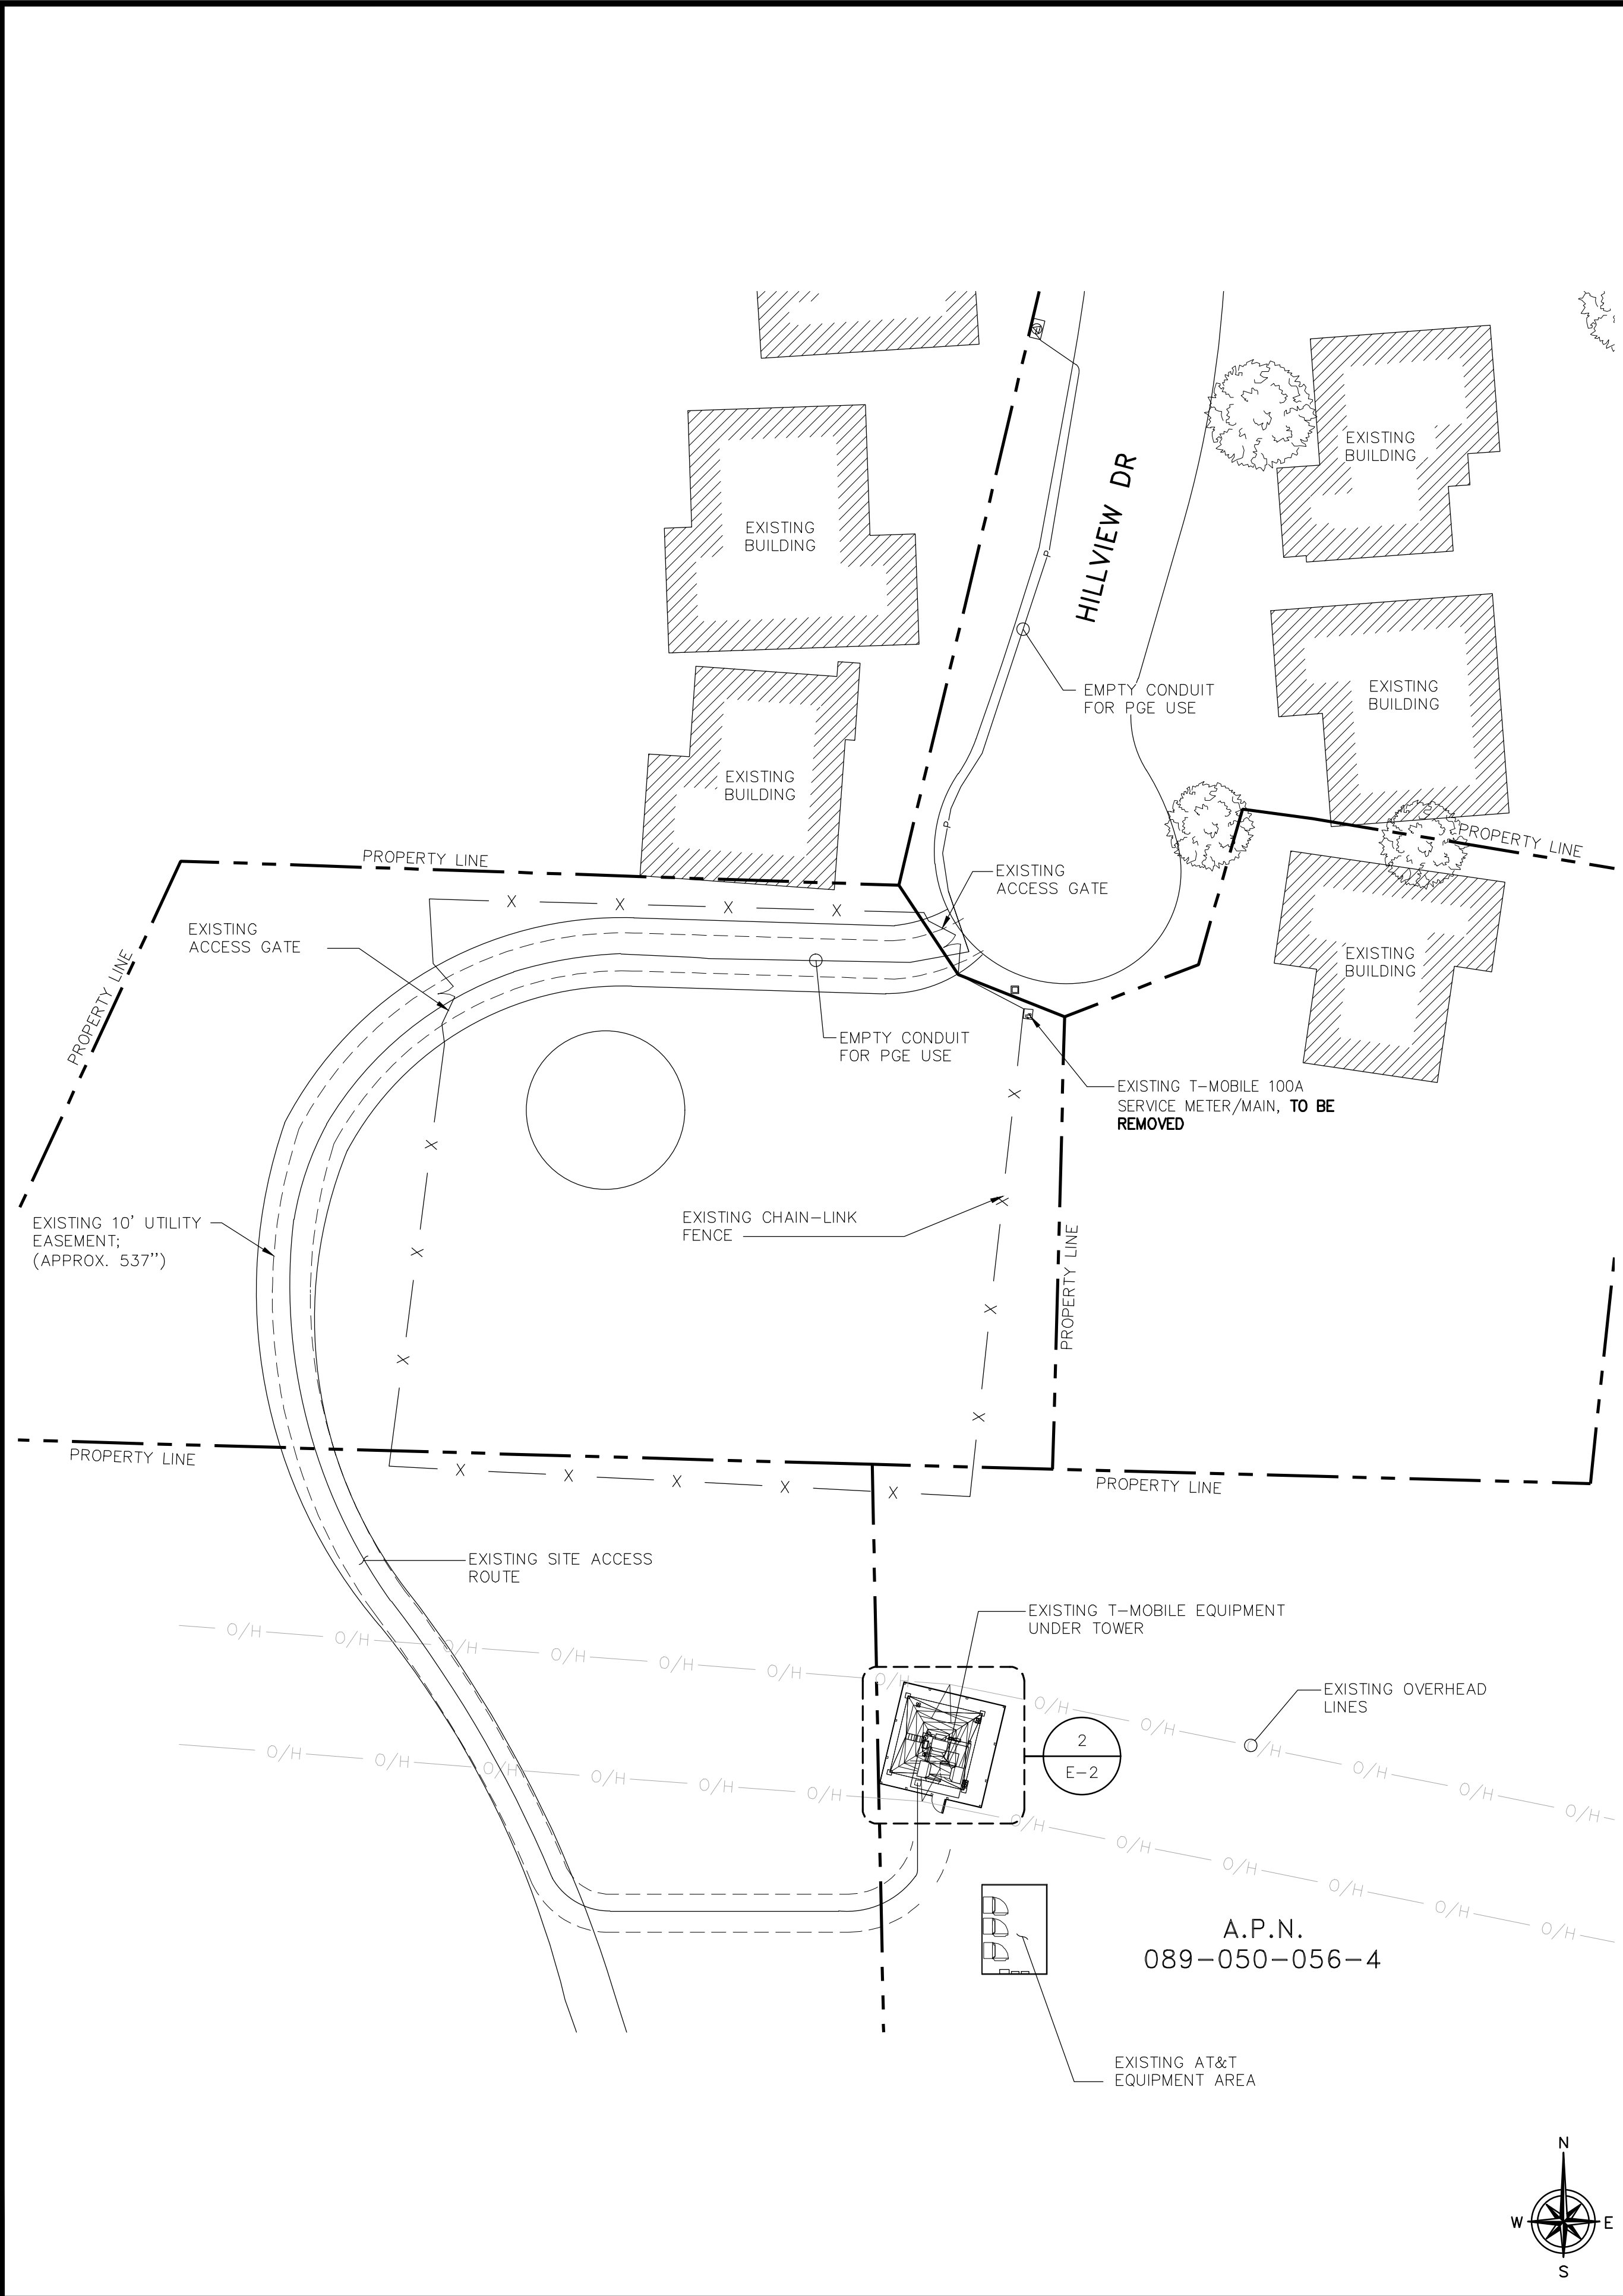 EXISTING
BUILDING
HILLVIEW DR
EXISTING
BUILDING
P
EMPTY CONDUIT
FOR PGE USE
EXISTING
BUILDING
EXISTING
BUILDING
P
PROPERTY LINE
PROPERTY LINE
EXISTING
ACCESS GATE
X X X X
EXISTING
ACCESS GATE
EXISTING
BUILDING
PROPERTY LINE
EMPTY CONDUIT
FOR PGE USE
EXISTING T-MOBILE 100A
SERVICE METER/MAIN, TO BE
REMOVED
X
X
X
X
EXISTING CHAIN-LINK
FENCE
EXISTING 10' UTILITY
EASEMENT;
(APPROX. 537'')
X
X
PROPERTY LINE
X
PROPERTY LINE
X X X X X
PROPERTY LINE
EXISTING SITE ACCESS
ROUTE
EXISTING T-MOBILE EQUIPMENT
UNDER TOWER
O/H O/H O/H O/H O/H O/H O/H O/H O/H O/H O/H O/H O/H
EXISTING OVERHEAD
LINES
2
E-2
O/H O/H O/H O/H O/H O/H O/H O/H O/H O/H O/H O/H
A.P.N.
089-050-056-4
EXISTING AT&T
EQUIPMENT AREA
N
W E
S